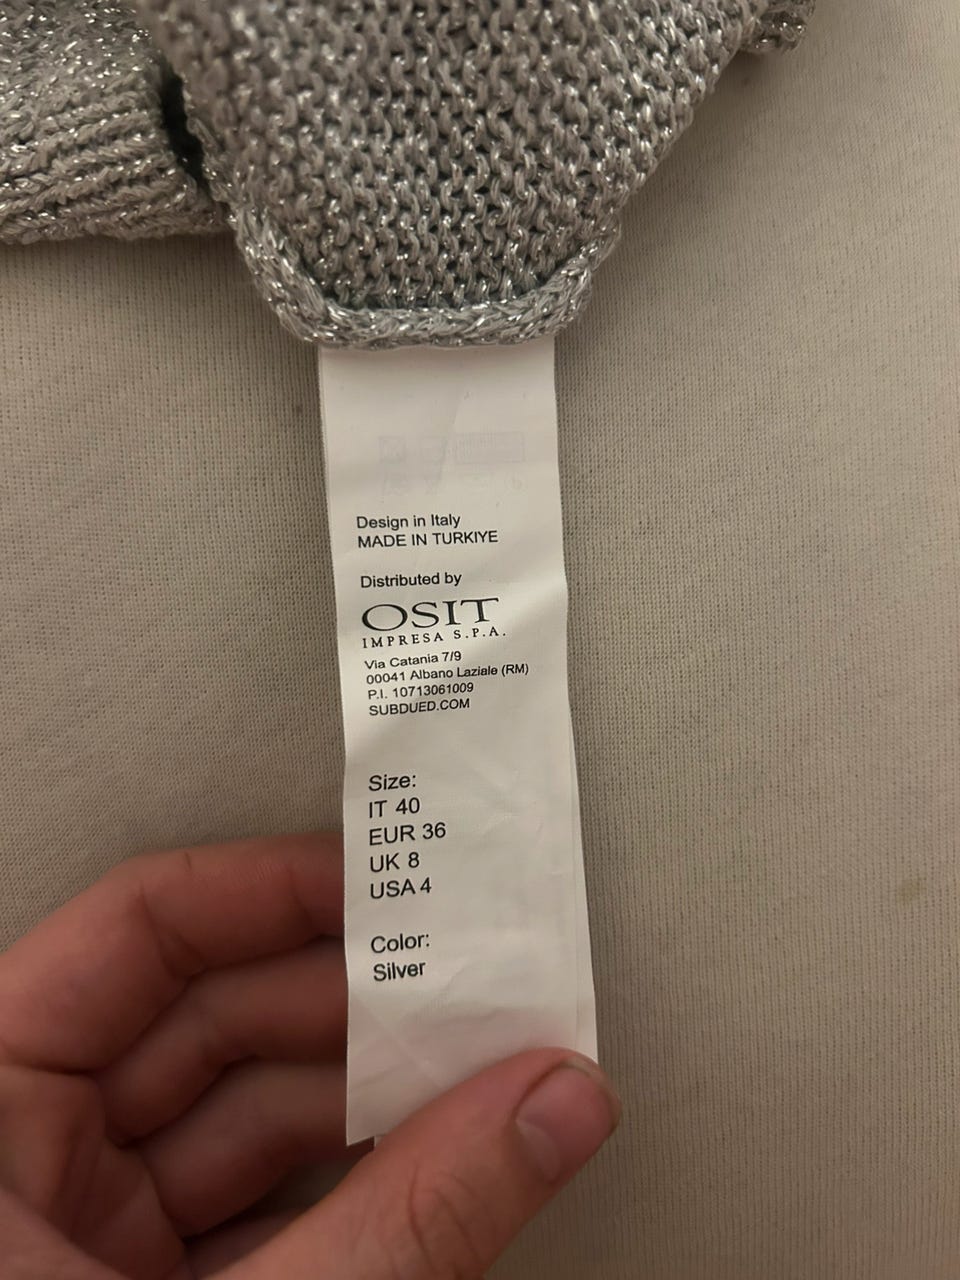 Design in Italy
MADE IN TURKIYE
Distributed by
OSIT
IMPRESA S.P.A.
Via Catania 7/9
00041 Albano Laziale (RM)
P.I. 10713061009
SUBDUED.COM
Size:
IT 40
EUR 36
UK 8
USA 4
Color:
Silver